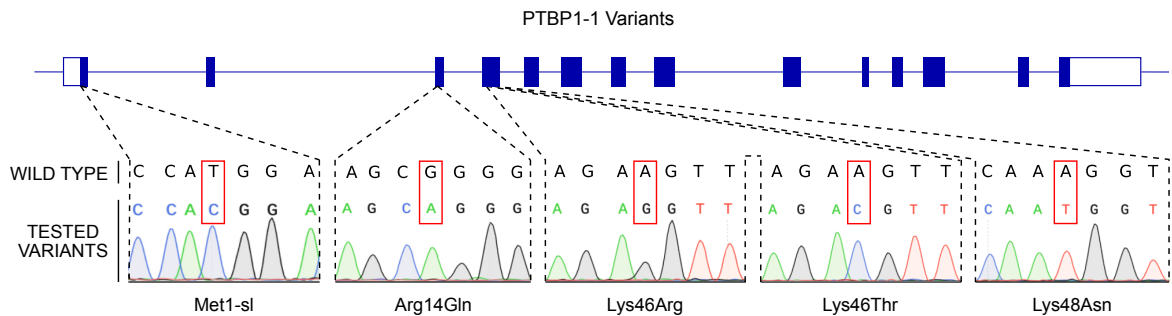 PTBP1-1 Variants
WILD TYPE C C A T G G A A G C G G G G A G A A G T T A G A A G T T C A A A G G T
TESTED VARIANTS C C A C G G A A G C A G G G A G A G G T T A G A C G T T C A A T G G T
Met1-sl Arg14Gln Lys46Arg Lys46Thr Lys48Asn